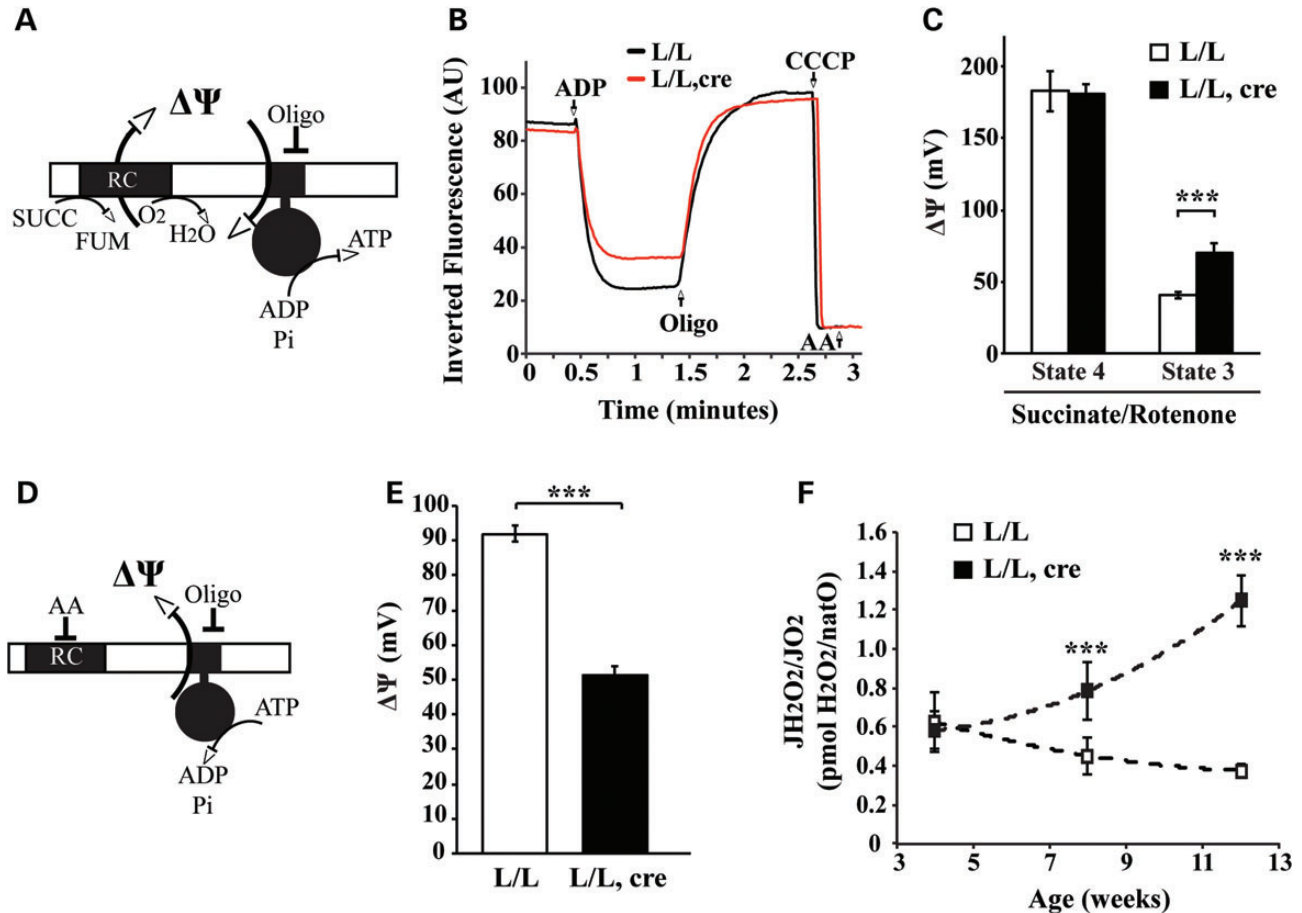 A
ΔΨ
Oligo
RC
SUCC
FUM
O2
H2O
ATP
ADP
Pi
B
L/L
L/L,cre
ADP
CCCP
Oligo
AA
Inverted Fluorescence (AU)
100
80
60
40
20
0
0 0.5 1 1.5 2 2.5 3
Time (minutes)
C
L/L
L/L, cre
ΔΨ (mV)
200
150
100
50
0
***
State 4 State 3
Succinate/Rotenone
D
ΔΨ
AA
Oligo
RC
ATP
ADP
Pi
E
***
ΔΨ (mV)
100
90
80
70
60
50
40
30
20
10
0
L/L L/L, cre
F
L/L
L/L, cre
JH2O2/JO2
(pmol H2O2/natO)
1.6
1.4
1.2
1.0
0.8
0.6
0.4
0.2
0
***
***
3 5 7 9 11 13
Age (weeks)